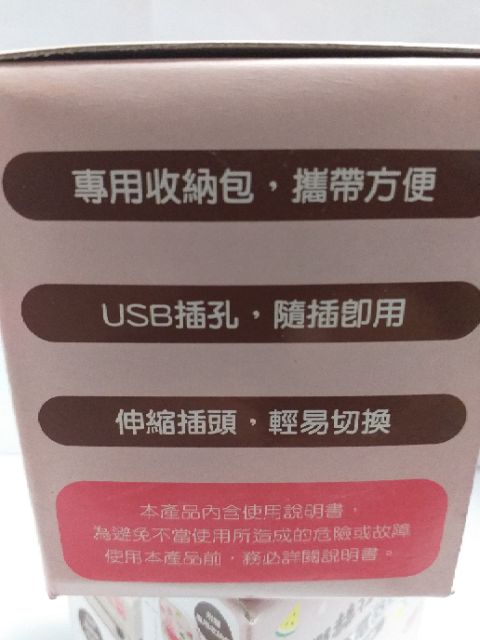 專用收納包，攜帶方便
USB插孔，隨插即用
伸縮插頭，輕易切換
本產品內含使用說明書，
為避免不當使用所造成的危險或故障
使用本產品前，務必詳閱說明書。